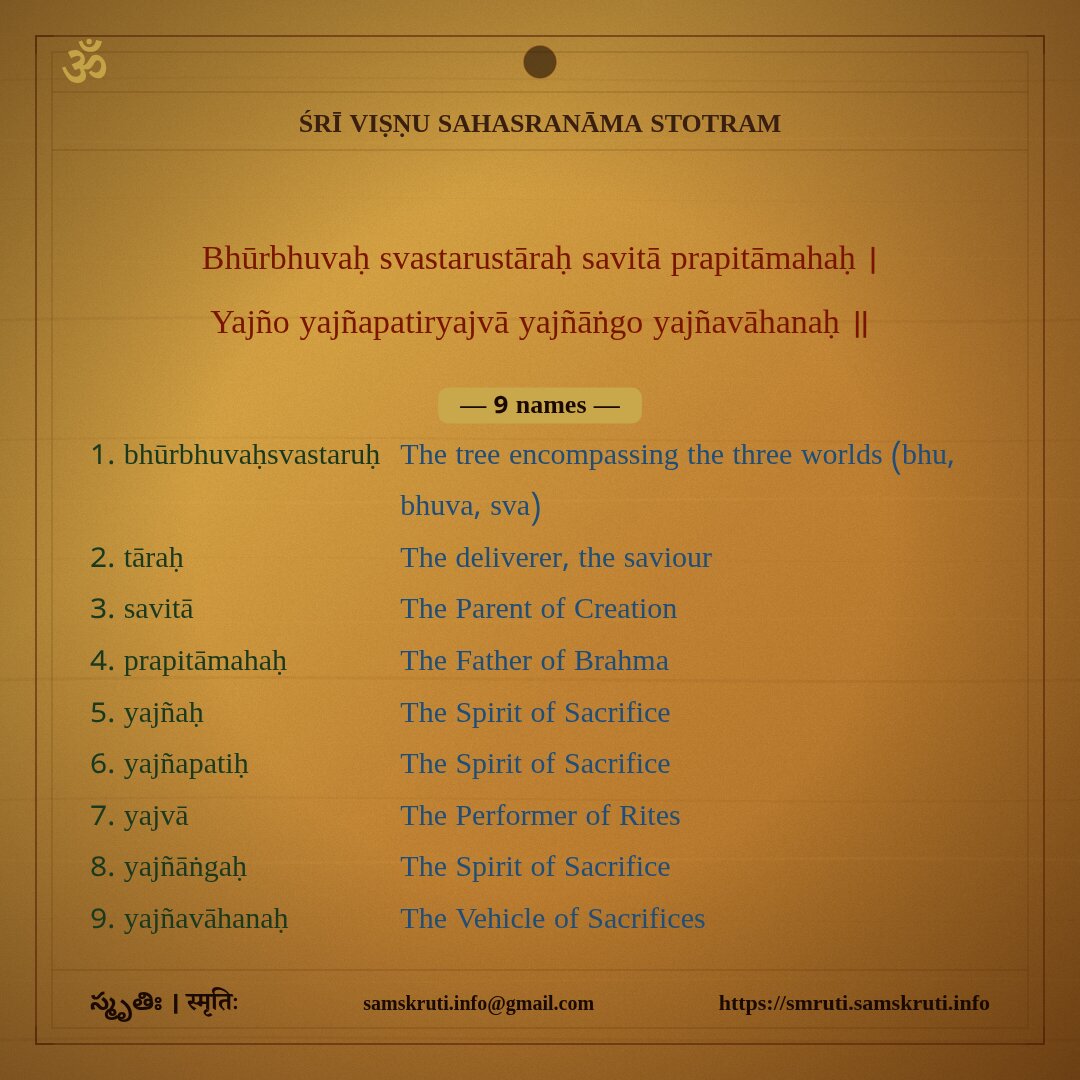 ॐ
ŚRĪ VIṢṆU SAHASRANĀMA STOTRAM
Bhūrbhuvaḥ svastarustāraḥ savitā prapitāmahaḥ |
Yajño yajñapatiryajvā yajñāṅgo yajñavāhanaḥ ||
— 9 names —
1. bhūrbhuvaḥsvastaruḥ The tree encompassing the three worlds (bhu,
bhuva, sva)
2. tāraḥ The deliverer, the saviour
3. savitā The Parent of Creation
4. prapitāmahaḥ The Father of Brahma
5. yajñaḥ The Spirit of Sacrifice
6. yajñapatiḥ The Spirit of Sacrifice
7. yajvā The Performer of Rites
8. yajñāṅgaḥ The Spirit of Sacrifice
9. yajñavāhanaḥ The Vehicle of Sacrifices
స్మృతిః | स्मृतिः samskruti.info@gmail.com https://smruti.samskruti.info